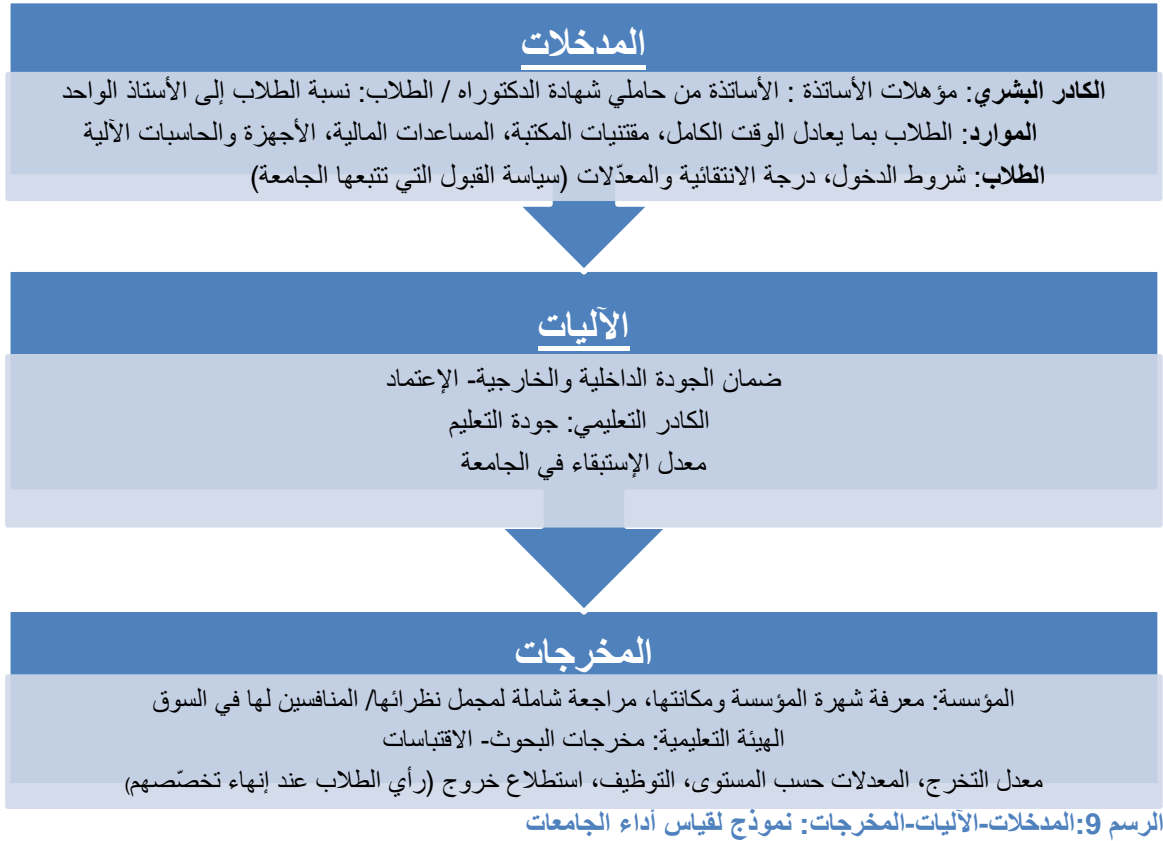 المدخلات
الكادر البشري: مؤهلات الأساتذة : الأساتذة من حاملي شهادة الدكتوراه / الطلاب: نسبة الطلاب إلى الأستاذ الواحد
الموارد: الطلاب بما يعادل الوقت الكامل، مقتنيات المكتبة، المساعدات المالية، الأجهزة والحاسبات الآلية
الطلاب: شروط الدخول، درجة الانتقائية والمعدّلات (سياسة القبول التي تتبعها الجامعة)
الآليات
ضمان الجودة الداخلية والخارجية- الإعتماد
الكادر التعليمي: جودة التعليم
معدل الإستبقاء في الجامعة
المخرجات
المؤسسة: معرفة شهرة المؤسسة ومكانتها، مراجعة شاملة لمجمل نظرائها/ المنافسين لها في السوق
الهيئة التعليمية: مخرجات البحوث- الاقتباسات
معدل التخرج، المعدلات حسب المستوى، التوظيف، استطلاع خروج (رأي الطلاب عند إنهاء تخصّصهم)
الرسم 9:المدخلات-الآليات-المخرجات: نموذج لقياس أداء الجامعات